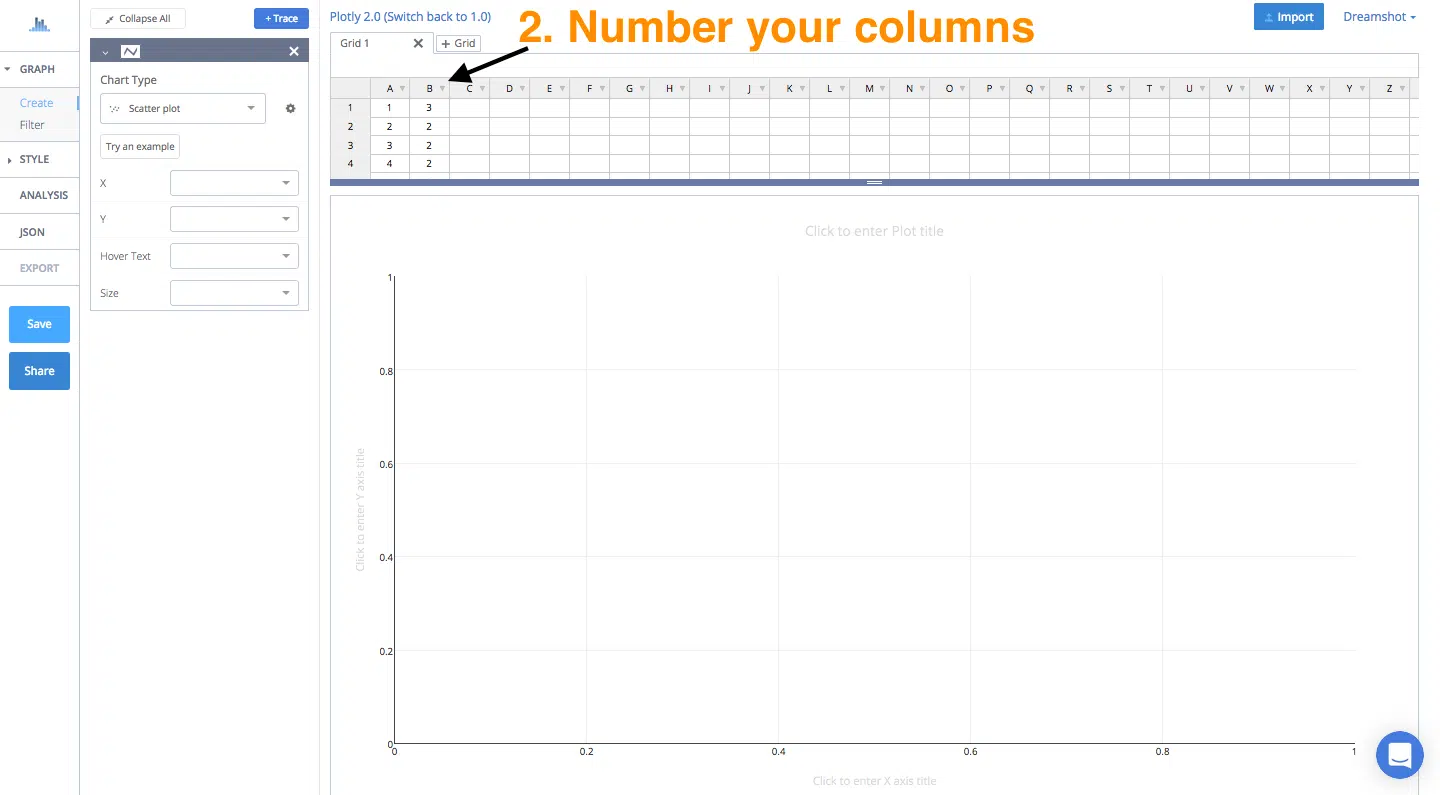 Collapse All
+ Trace
Plotly 2.0 (Switch back to 1.0)
2. Number your columns
Import
Dreamshot
Grid 1
+ Grid
GRAPH
Create
Filter
STYLE
ANALYSIS
JSON
EXPORT
Save
Share
Chart Type
Scatter plot
Try an example
X
Y
Hover Text
Size
A B C D E F G H I J K L M N O P Q R S T U V W X Y Z
1 1 3
2 2 2
3 3 2
4 4 2
Click to enter Plot title
Click to enter Y axis title
1
0.8
0.6
0.4
0.2
0
0 0.2 0.4 0.6 0.8 1
Click to enter X axis title